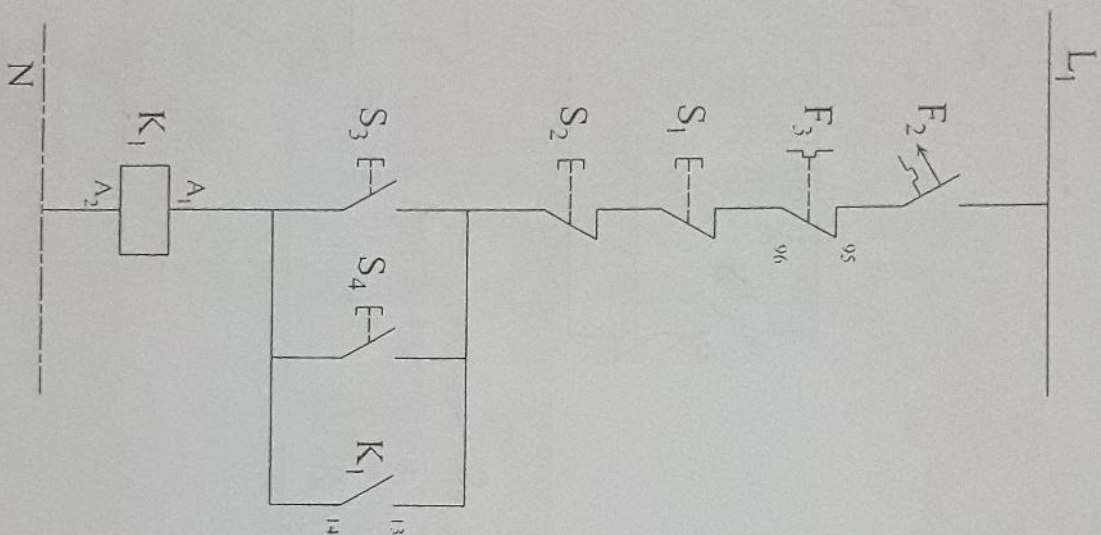 L₁
F₂
F₃
95
96
S₁
S₂
S₃
S₄
K₁
13
14
K₁
A₁
A₂
N